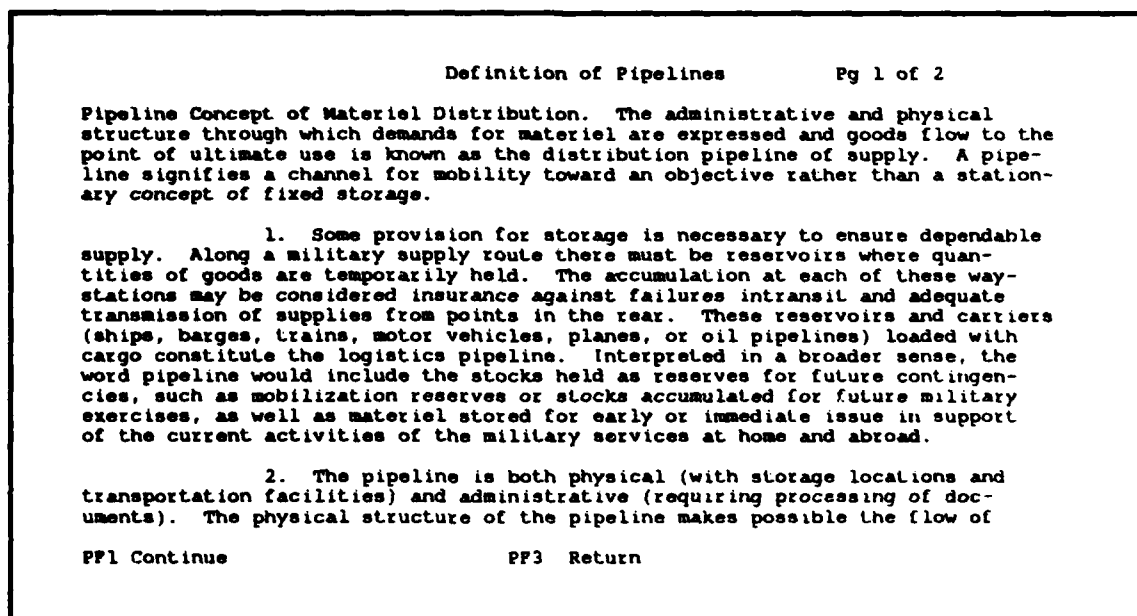 Definition of Pipelines Pg 1 of 2
Pipeline Concept of Materiel Distribution. The administrative and physical
structure through which demands for materiel are expressed and goods flow to the
point of ultimate use is known as the distribution pipeline of supply. A pipe-
line signifies a channel for mobility toward an objective rather than a station-
ary concept of fixed storage.
1. Some provision for storage is necessary to ensure dependable
supply. Along a military supply route there must be reservoirs where quan-
tities of goods are temporarily held. The accumulation at each of these way-
stations may be considered insurance against failures intransit and adequate
transmission of supplies from points in the rear. These reservoirs and carriers
(ships, barges, trains, motor vehicles, planes, or oil pipelines) loaded with
cargo constitute the logistics pipeline. Interpreted in a broader sense, the
word pipeline would include the stocks held as reserves for future contingen-
cies, such as mobilization reserves or stocks accumulated for future military
exercises, as well as materiel stored for early or immediate issue in support
of the current activities of the military services at home and abroad.
2. The pipeline is both physical (with storage locations and
transportation facilities) and administrative (requiring processing of doc-
uments). The physical structure of the pipeline makes possible the flow of
PF1 Continue PF3 Return